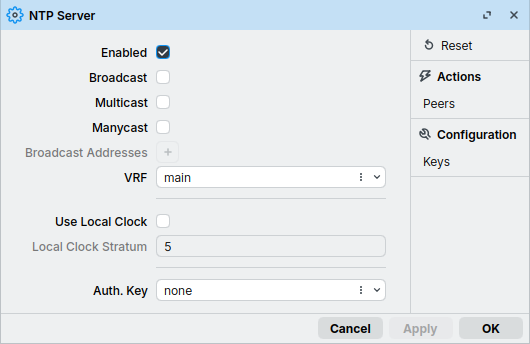 NTP Server
Enabled
Broadcast
Multicast
Manycast
Broadcast Addresses
VRF main
Use Local Clock
Local Clock Stratum 5
Auth. Key none
Reset
Actions
Peers
Configuration
Keys
Cancel Apply OK